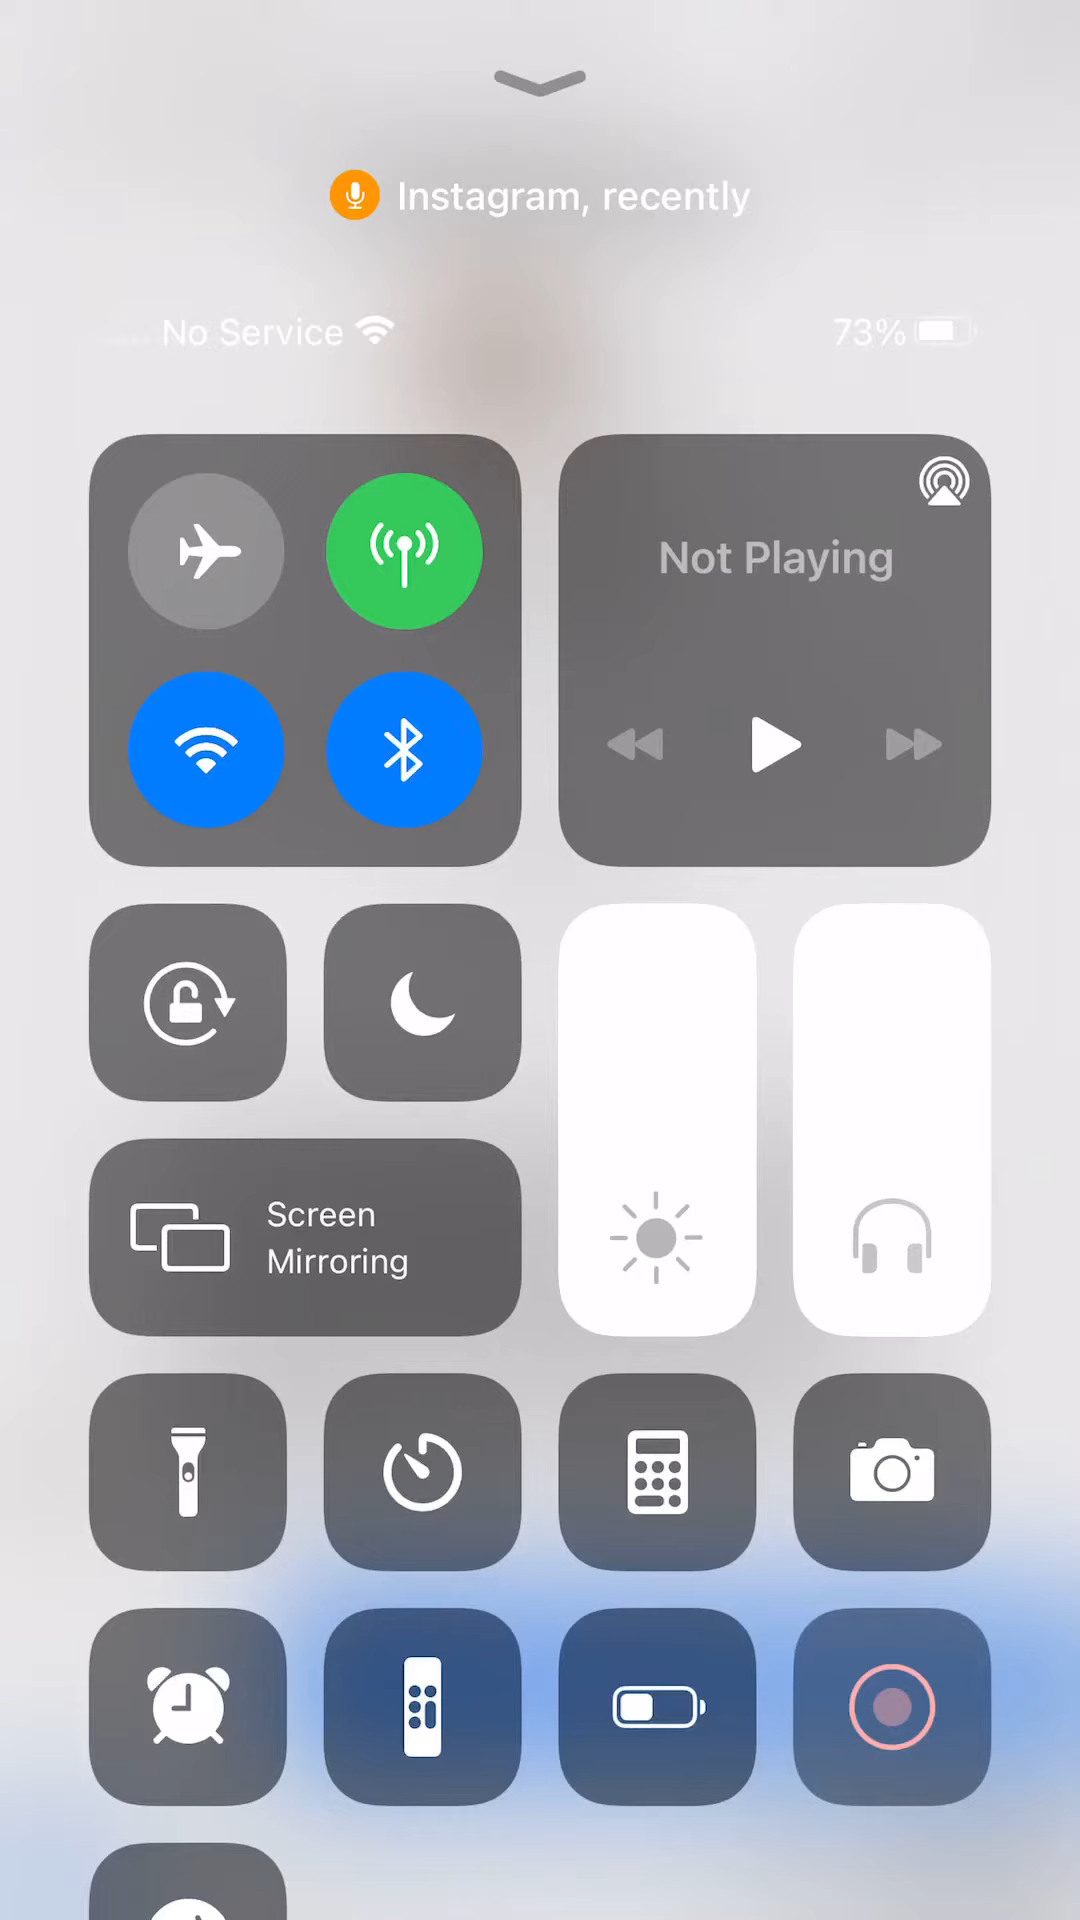 Instagram, recently
No Service
73%
Not Playing
Screen
Mirroring